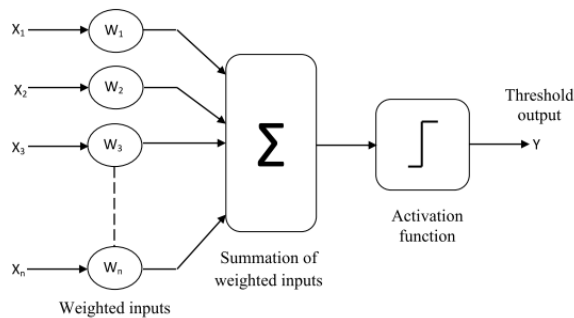 X₁ W₁
X₂ W₂
X₃ W₃
Xₙ Wₙ
Weighted inputs
Σ
Summation of
weighted inputs
Activation
function
Threshold
output
Y